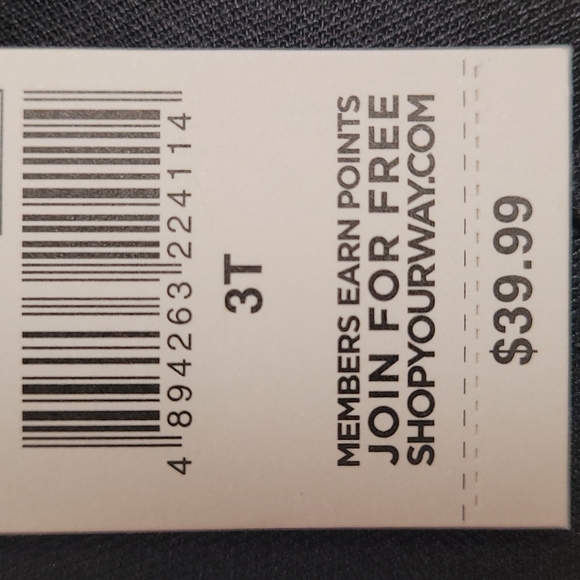 4 894263 224114
3T
MEMBERS EARN POINTS
JOIN FOR FREE
SHOPYOURWAY.COM
$39.99